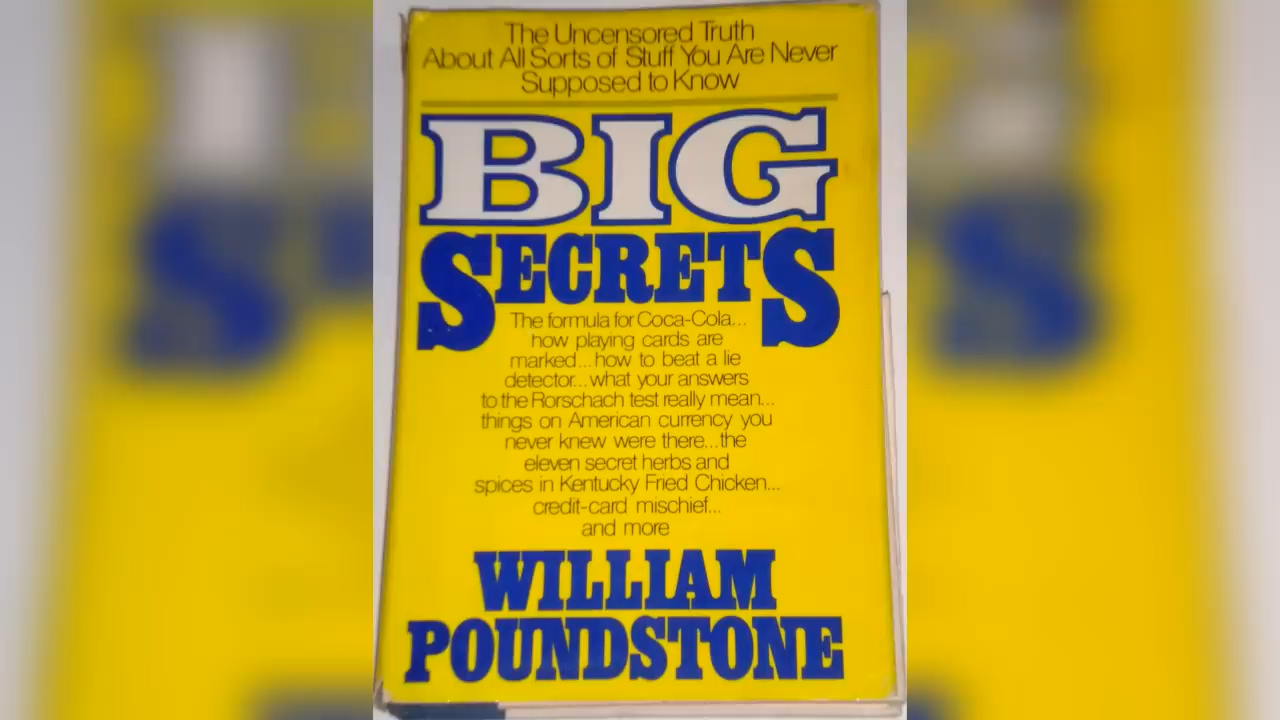 The Uncensored Truth
About All Sorts of Stuff You Are Never
Supposed to Know
BIG
SECRETS
The formula for Coca-Cola...
how playing cards are
marked...how to beat a lie
detector...what your answers
to the Rorschach test really mean...
things on American currency you
never knew were there...the
eleven secret herbs and
spices in Kentucky Fried Chicken...
credit-card mischief...
and more
WILLIAM
POUNDSTONE